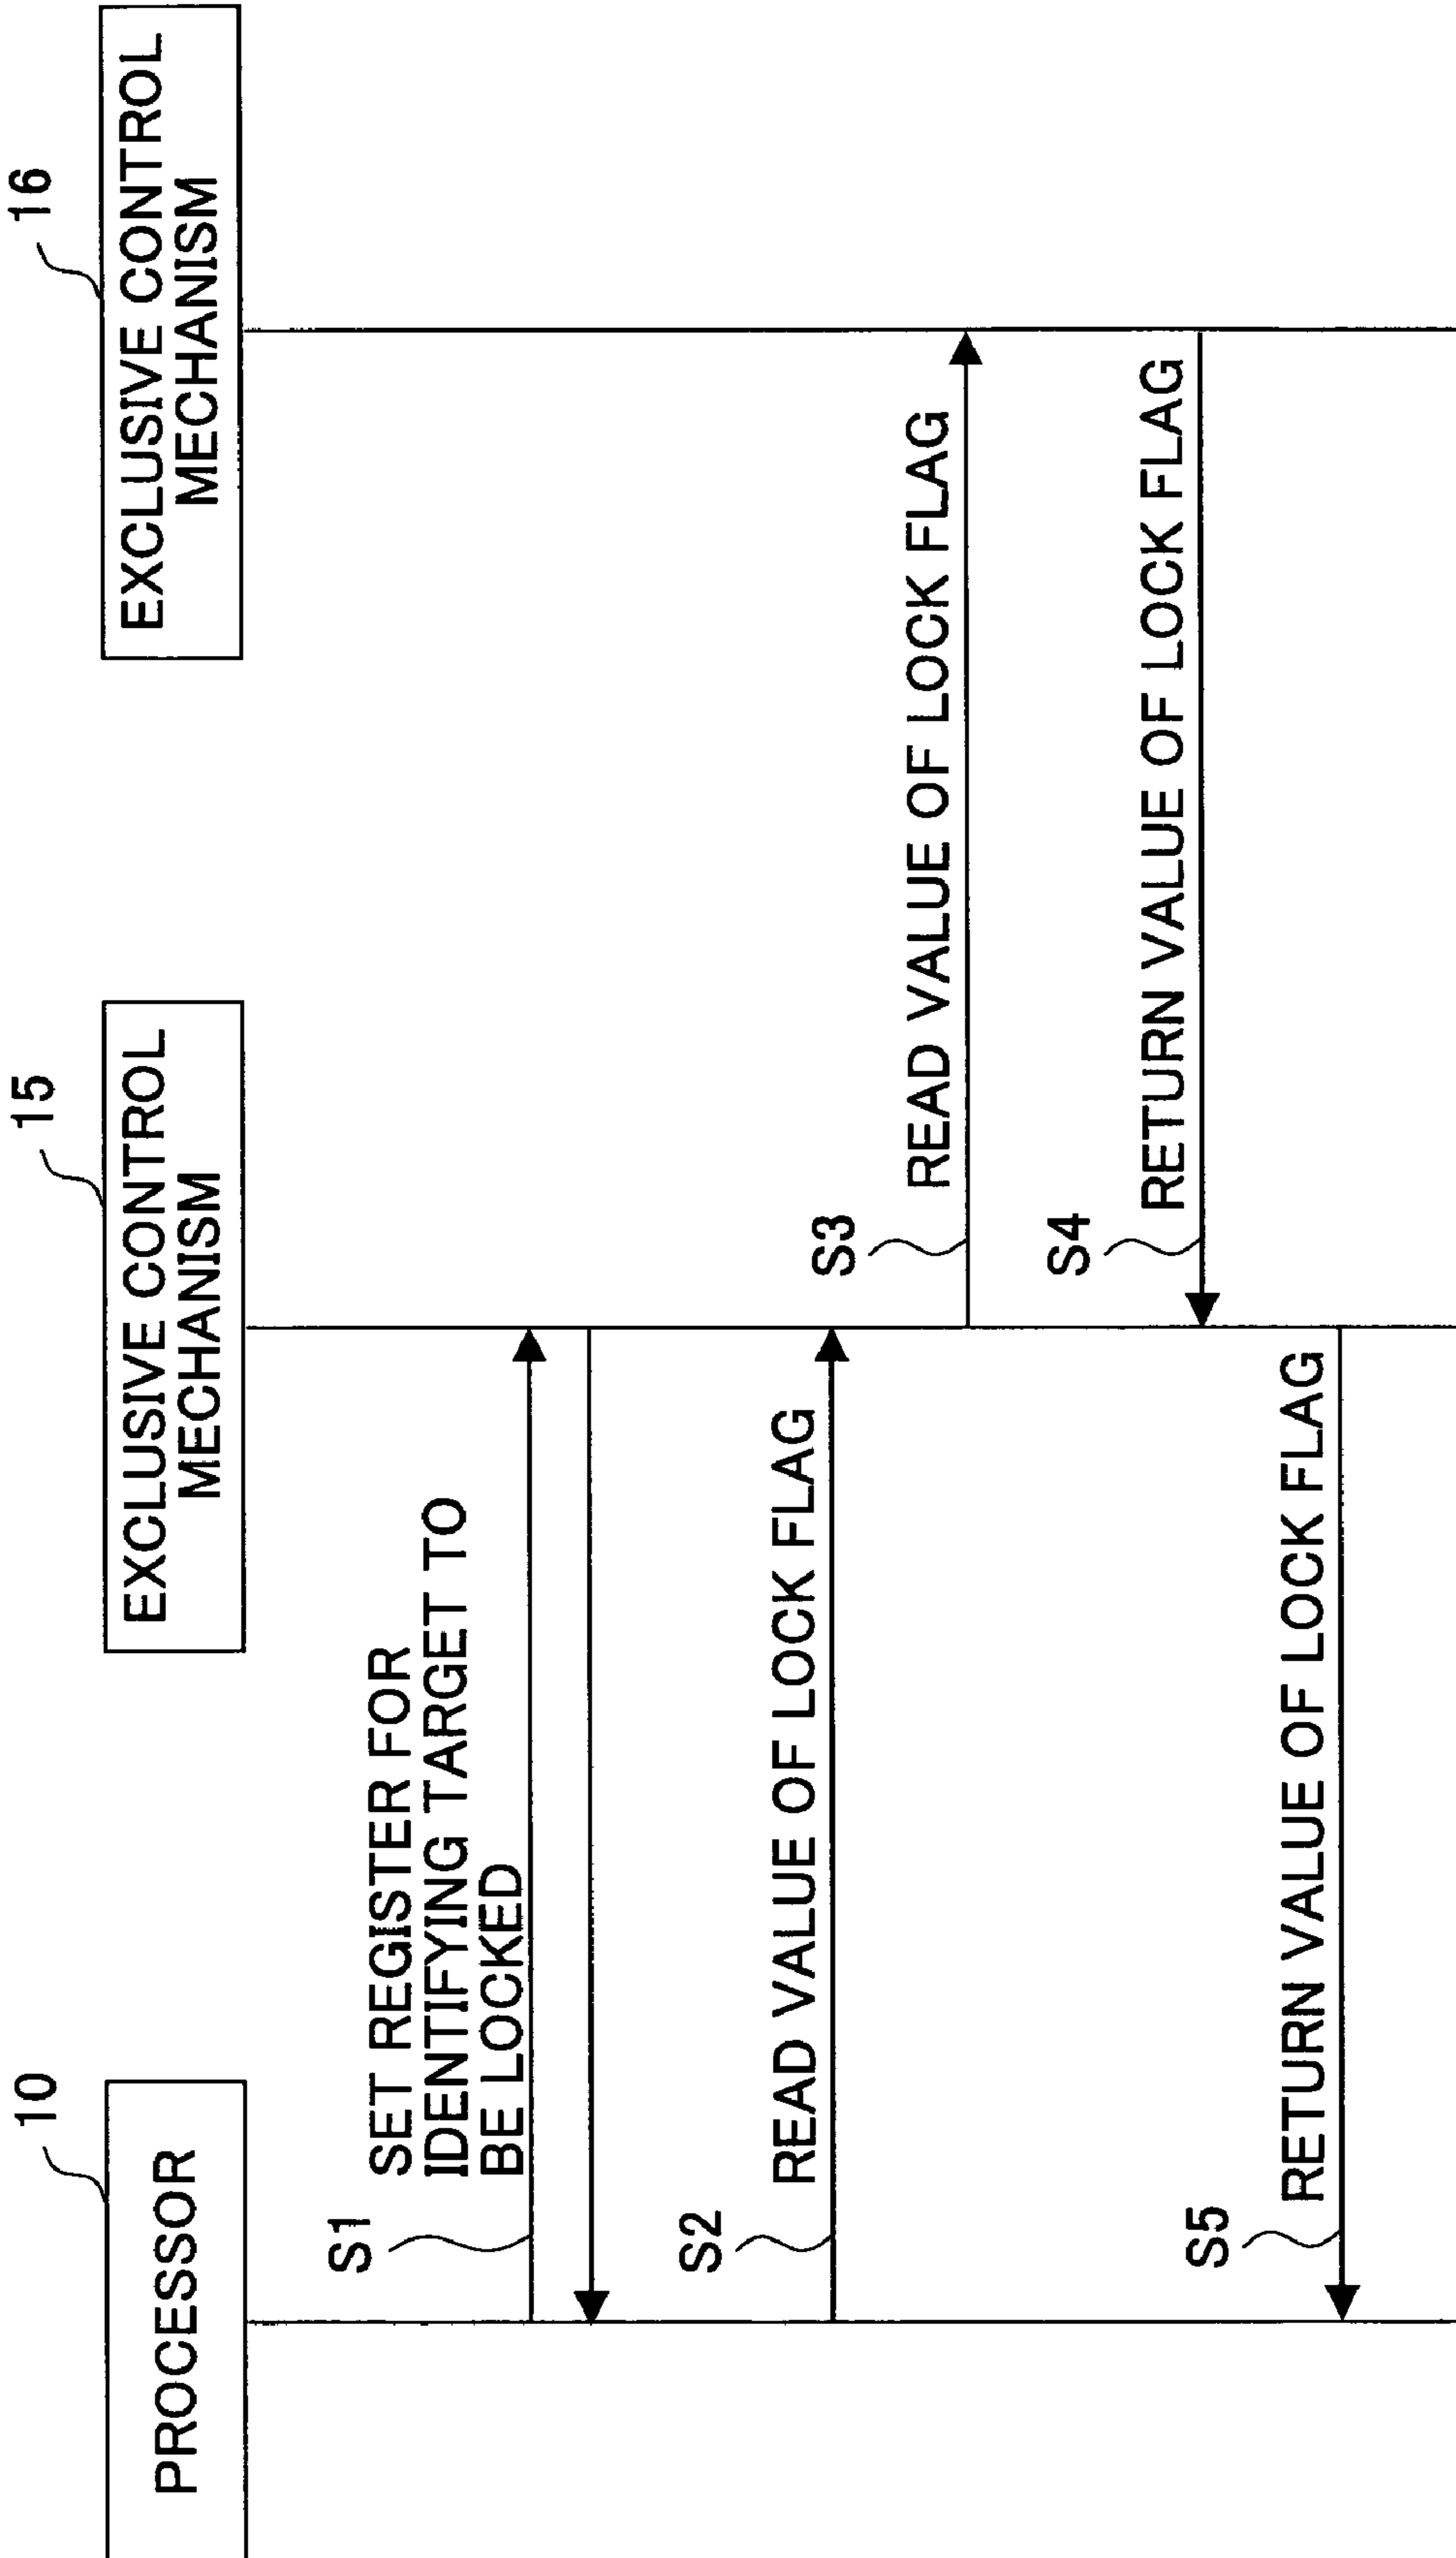 10
PROCESSOR
15
EXCLUSIVE CONTROL
MECHANISM
16
EXCLUSIVE CONTROL
MECHANISM
S1
SET REGISTER FOR
IDENTIFYING TARGET TO
BE LOCKED
S2
READ VALUE OF LOCK FLAG
S3
READ VALUE OF LOCK FLAG
S4
RETURN VALUE OF LOCK FLAG
S5
RETURN VALUE OF LOCK FLAG